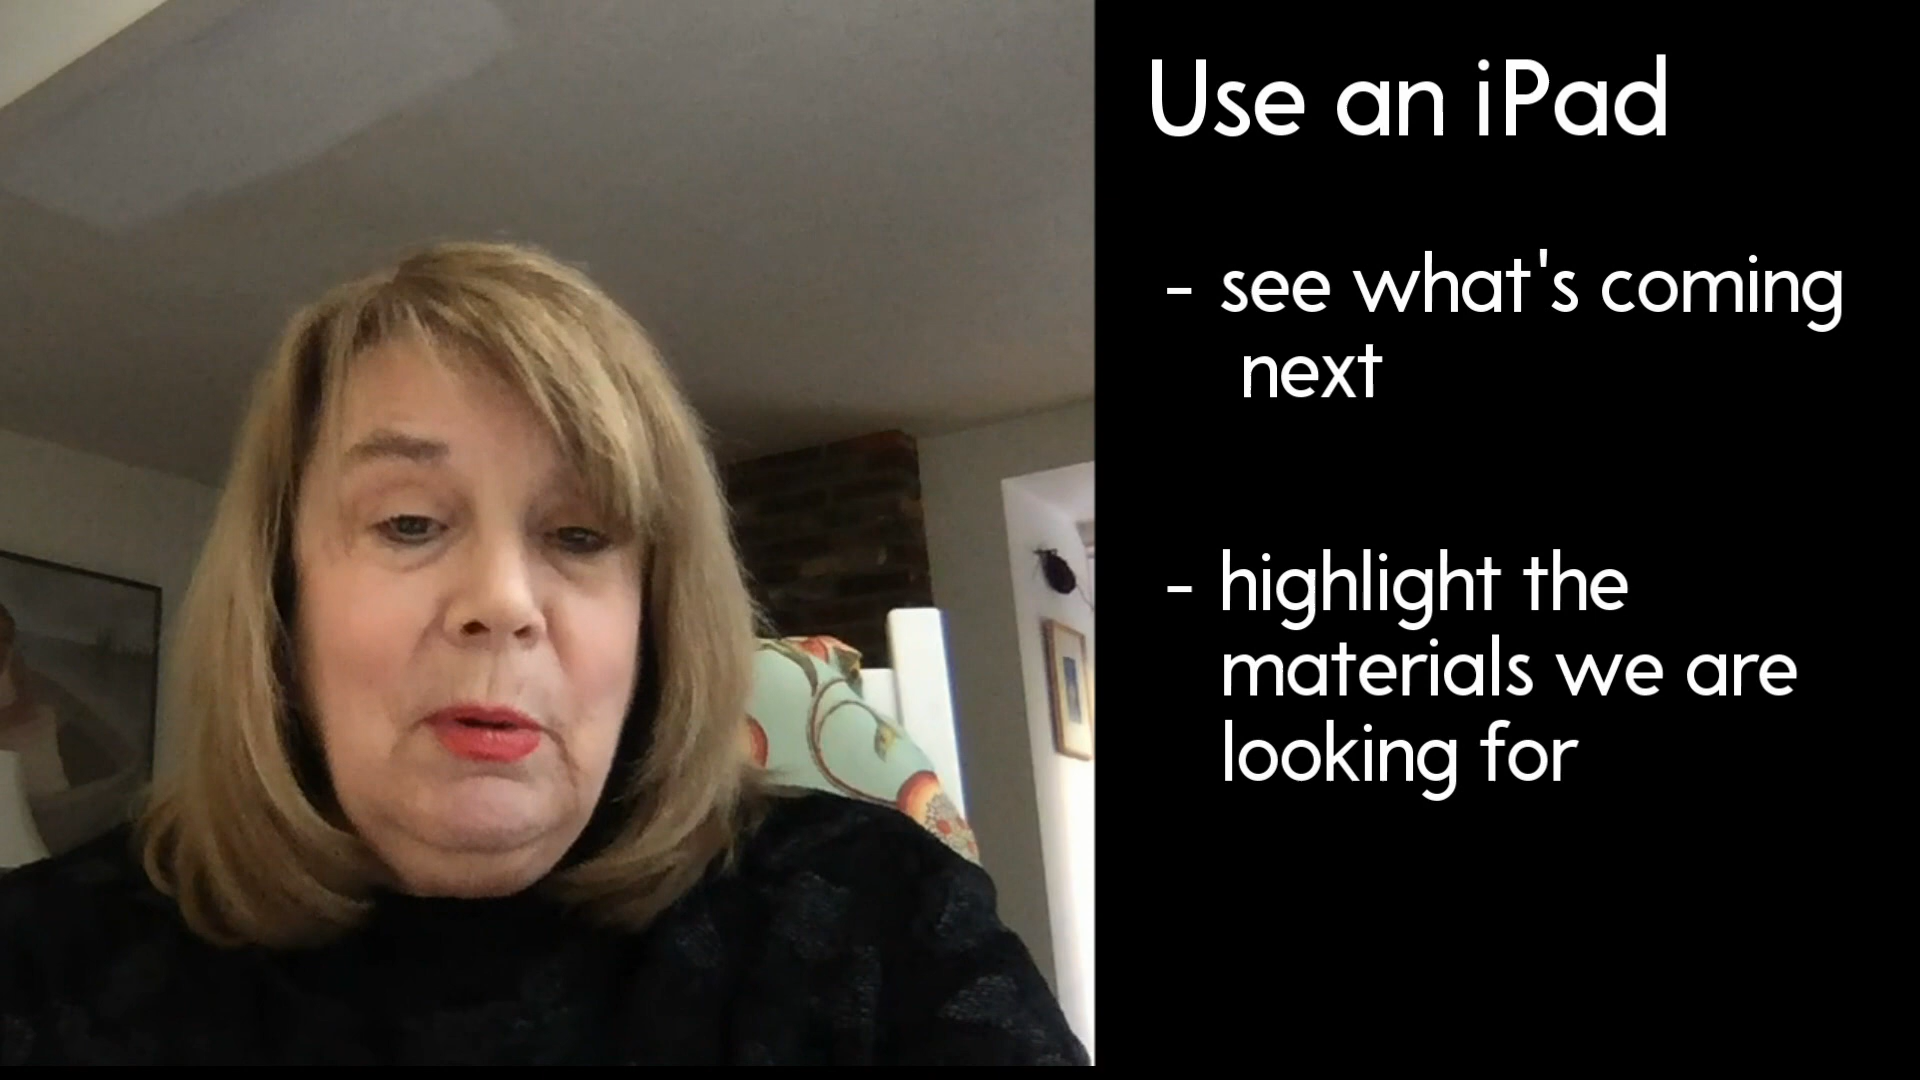 Use an iPad
- see what's coming
next
- highlight the
materials we are
looking for